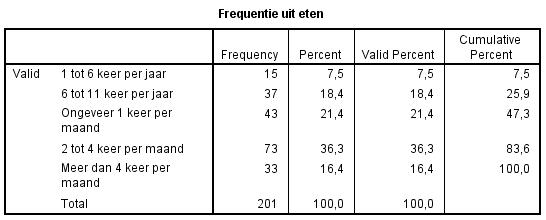 Frequentie uit eten
Frequency Percent Valid Percent Cumulative Percent
Valid 1 tot 6 keer per jaar 15 7,5 7,5 7,5
6 tot 11 keer per jaar 37 18,4 18,4 25,9
Ongeveer 1 keer per maand 43 21,4 21,4 47,3
2 tot 4 keer per maand 73 36,3 36,3 83,6
Meer dan 4 keer per maand 33 16,4 16,4 100,0
Total 201 100,0 100,0